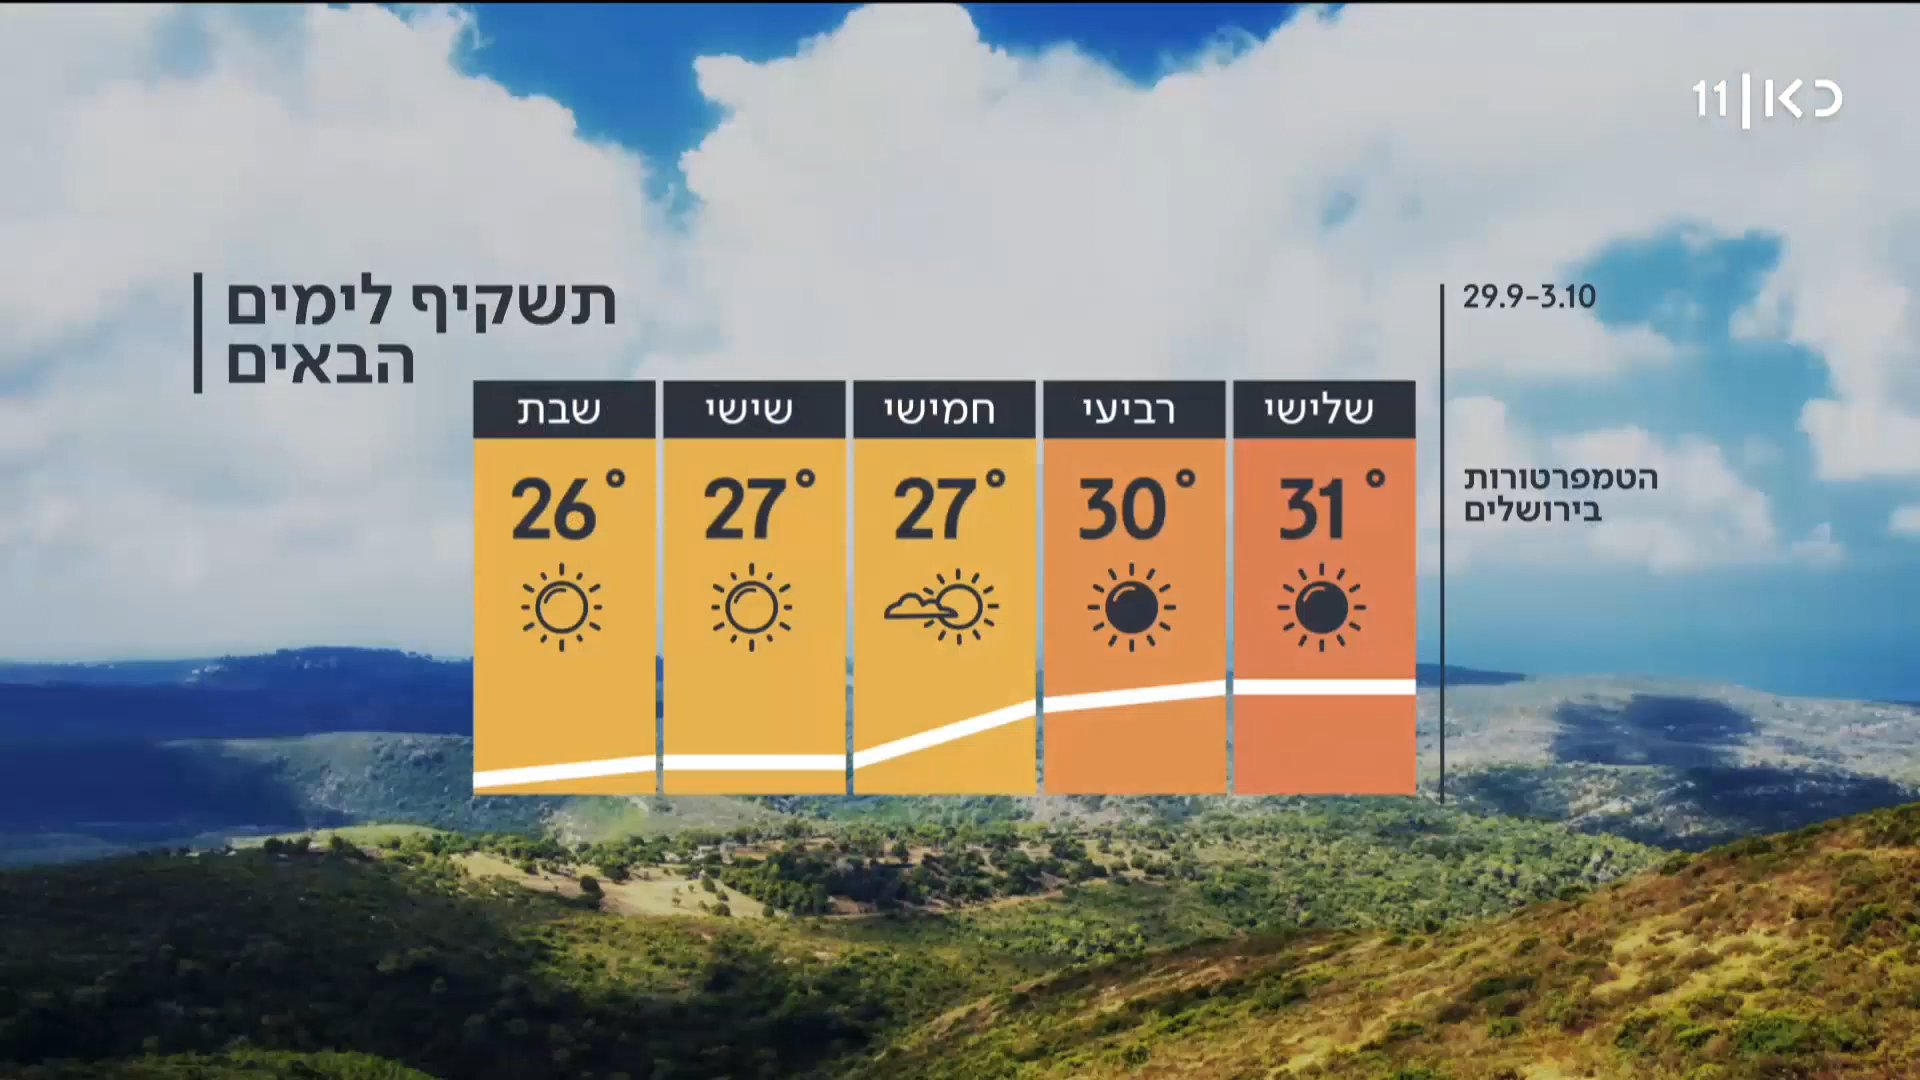 כאן 11
תשקיף לימים
הבאים
29.9-3.10
הטמפרטורות
בירושלים
שלישי
רביעי
חמישי
שישי
שבת
31°
30°
27°
27°
26°